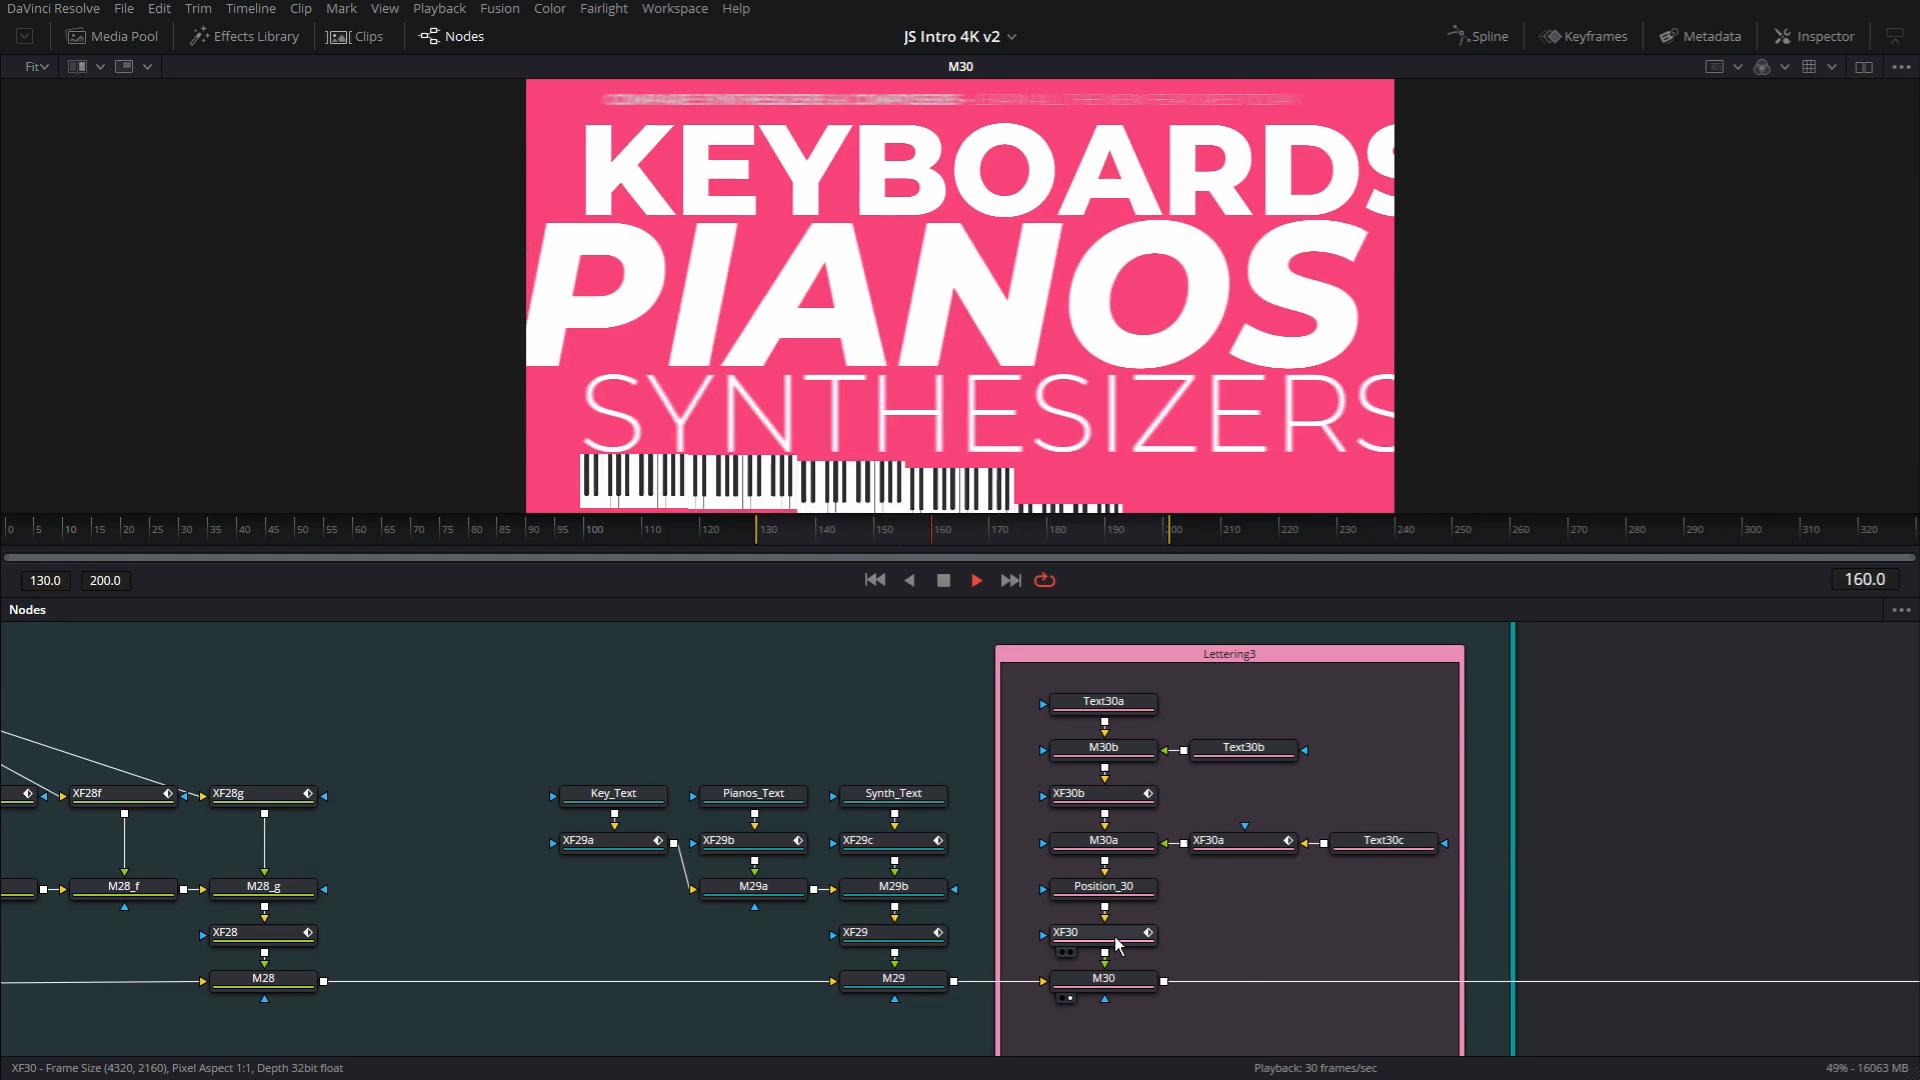 DaVinci Resolve File Edit Trim Timeline Clip Mark View Playback Fusion Color Fairlight Workspace Help
Media Pool Effects Library Clips Nodes JS Intro 4K v2 Spline Keyframes Metadata Inspector
Fit M30
KEYBOARDS
PIANOS
SYNTHESIZERS
0 5 10 15 20 25 30 35 40 45 50 55 60 65 70 75 80 85 90 95 100 110 120 130 140 150 160 170 180 190 200 210 220 230 240 250 260 270 280 290 300 310 320
130.0 200.0 160.0
Nodes
Lettering3
Text30a
M30b Text30b
XF28f XF28g Key_Text Pianos_Text Synth_Text XF30b
XF29a XF29b XF29c M30a XF30a Text30c
M28_f M28_g M29a M29b Position_30
XF28 XF29 XF30
M28 M29 M30
XF30 - Frame Size (4320, 2160), Pixel Aspect 1:1, Depth 32bit float Playback: 30 frames/sec 49% - 16063 MB